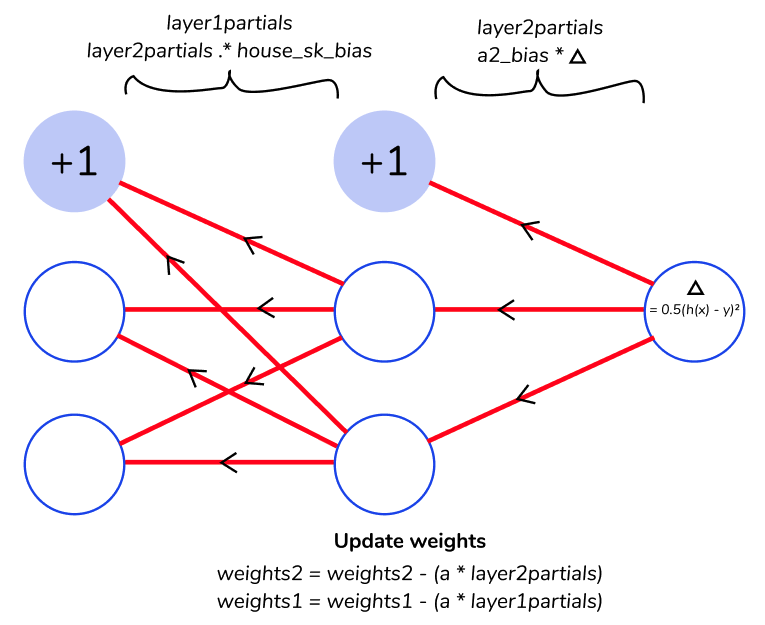 layer1partials
layer2partials .* house_sk_bias
layer2partials
a2_bias * △
+1
+1
△
= 0.5(h(x) - y)²
Update weights
weights2 = weights2 - (a * layer2partials)
weights1 = weights1 - (a * layer1partials)